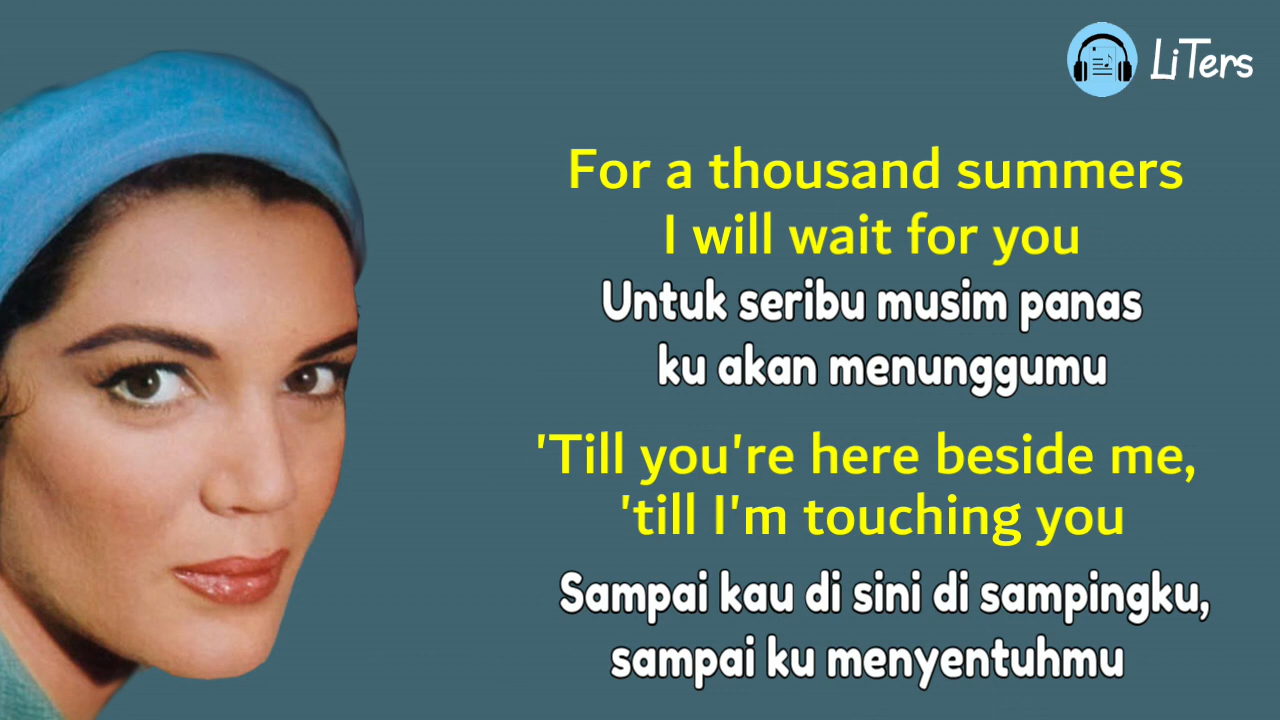 LiTers
For a thousand summers
I will wait for you
Untuk seribu musim panas
ku akan menunggumu
'Till you're here beside me,
'till I'm touching you
Sampai kau di sini di sampingku,
sampai ku menyentuhmu